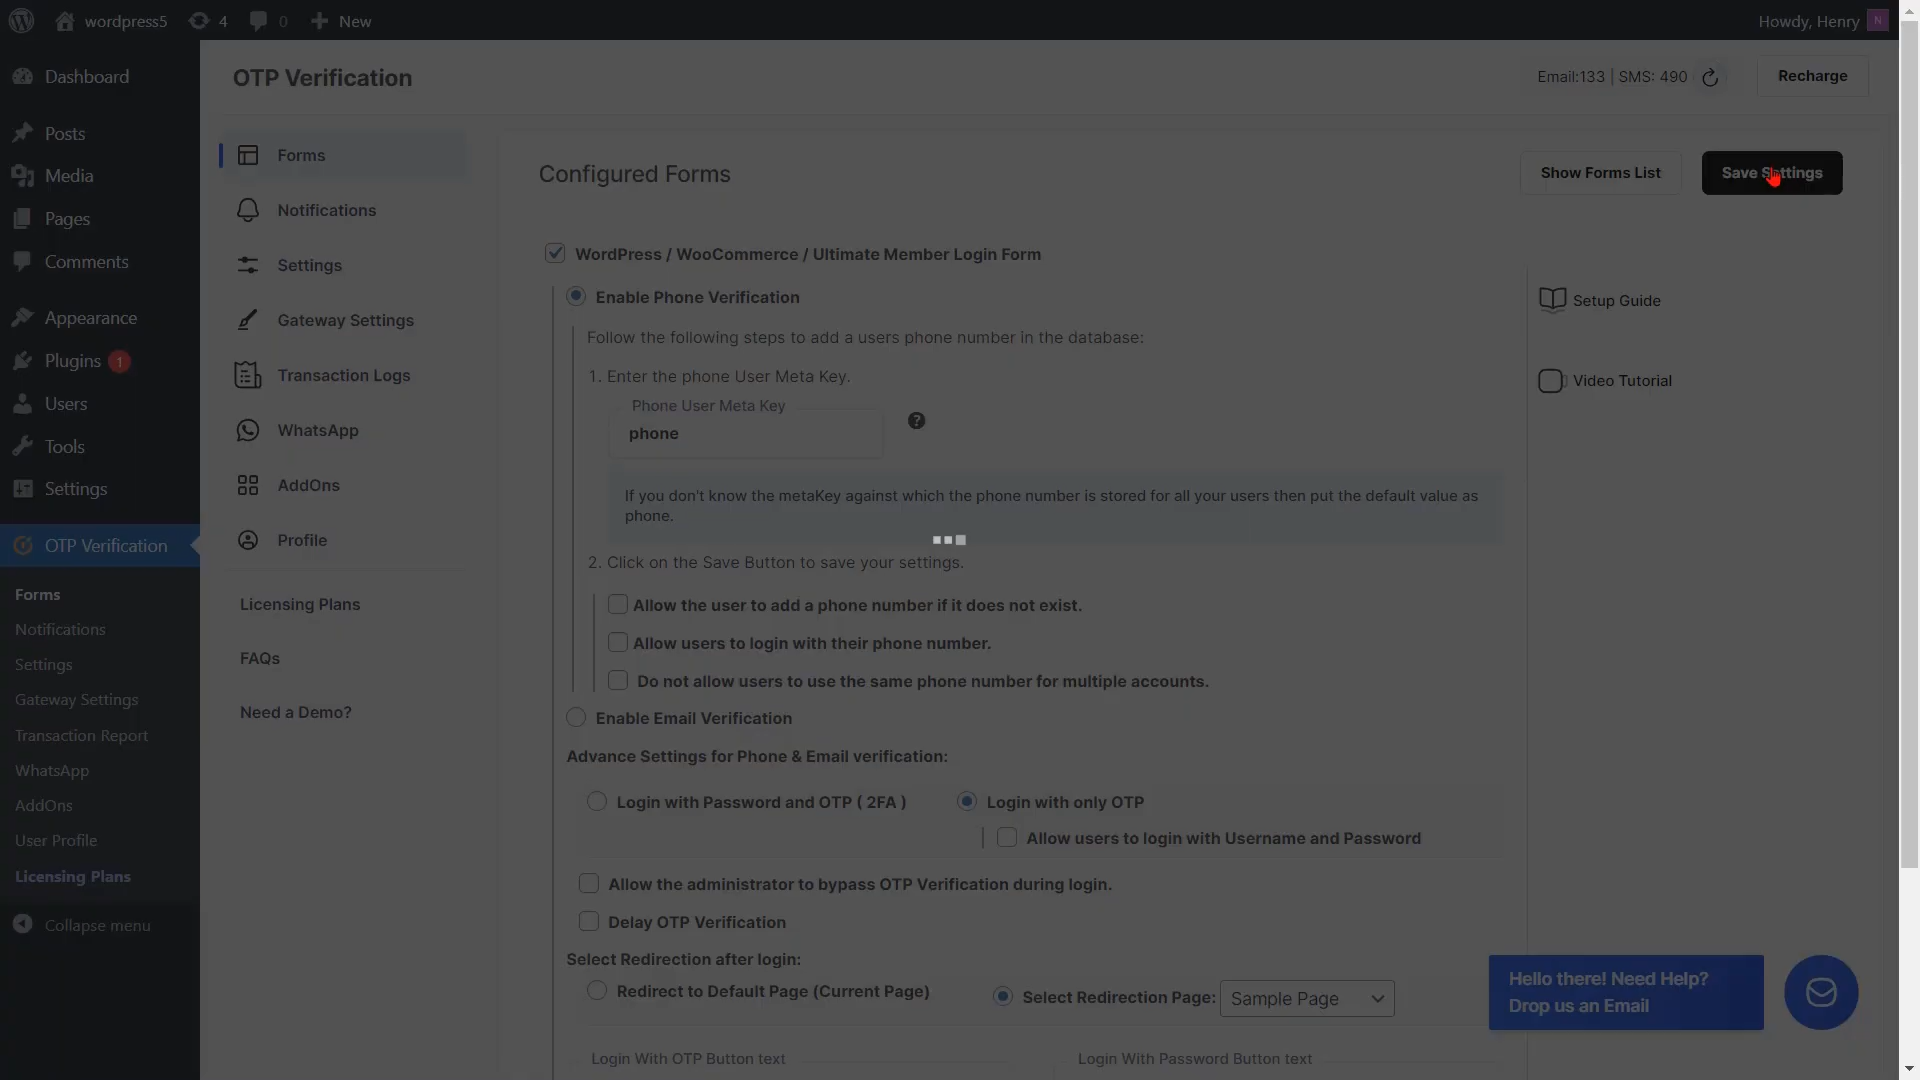 wordpress5
4
0
New
Howdy, Henry
N
Dashboard
Posts
Media
Pages
Comments
Appearance
Plugins 1
Users
Tools
Settings
OTP Verification
Forms
Notifications
Settings
Gateway Settings
Transaction Report
WhatsApp
AddOns
User Profile
Licensing Plans
Collapse menu
OTP Verification
Email:133 | SMS: 490
Recharge
Forms
Notifications
Settings
Gateway Settings
Transaction Logs
WhatsApp
AddOns
Profile
Licensing Plans
FAQs
Need a Demo?
Configured Forms
Show Forms List
Save Settings
WordPress / WooCommerce / Ultimate Member Login Form
Enable Phone Verification
Follow the following steps to add a users phone number in the database:
1. Enter the phone User Meta Key.
Phone User Meta Key
phone
?
If you don't know the metaKey against which the phone number is stored for all your users then put the default value as
phone.
2. Click on the Save Button to save your settings.
Allow the user to add a phone number if it does not exist.
Allow users to login with their phone number.
Do not allow users to use the same phone number for multiple accounts.
Enable Email Verification
Advance Settings for Phone & Email verification:
Login with Password and OTP ( 2FA )
Login with only OTP
Allow users to login with Username and Password
Allow the administrator to bypass OTP Verification during login.
Delay OTP Verification
Select Redirection after login:
Redirect to Default Page (Current Page)
Select Redirection Page: Sample Page
Login With OTP Button text
Login With Password Button text
Setup Guide
Video Tutorial
Hello there! Need Help?
Drop us an Email